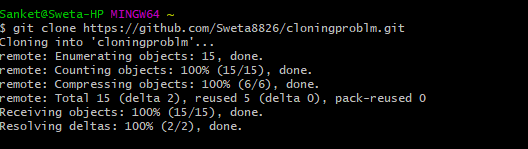 Sanket@Sweta-HP MINGW64 ~
$ git clone https://github.com/Sweta8826/cloningproblm.git
Cloning into 'cloningproblm'...
remote: Enumerating objects: 15, done.
remote: Counting objects: 100% (15/15), done.
remote: Compressing objects: 100% (6/6), done.
remote: Total 15 (delta 2), reused 5 (delta 0), pack-reused 0
Receiving objects: 100% (15/15), done.
Resolving deltas: 100% (2/2), done.